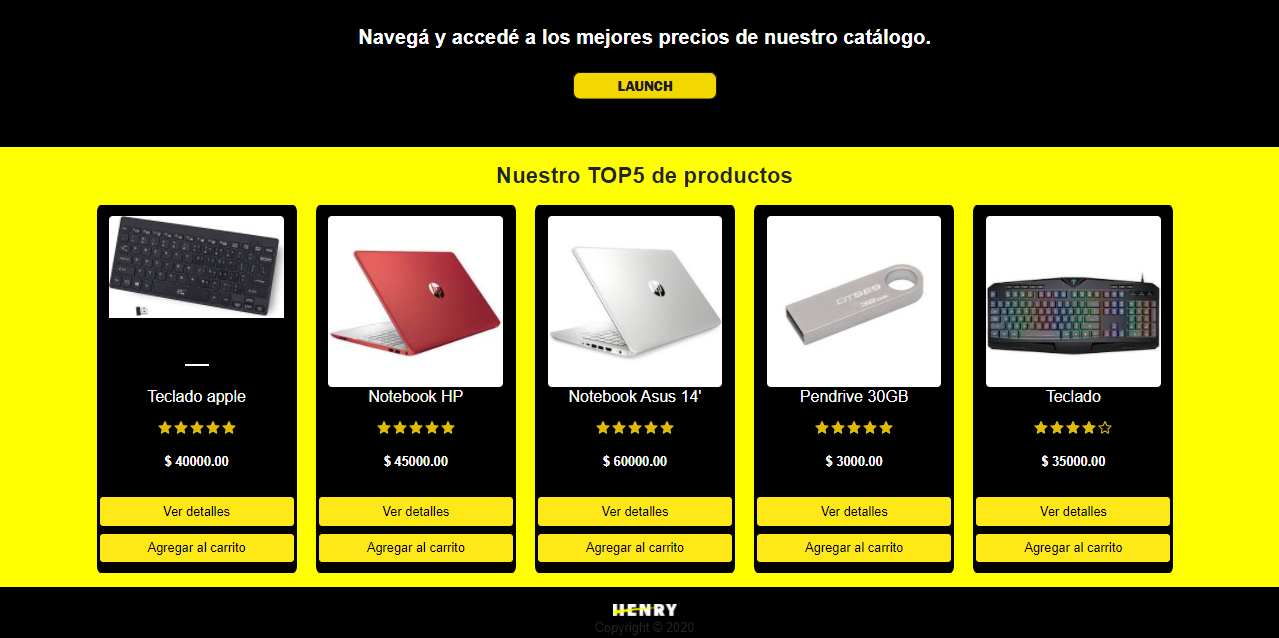 Navegá y accedé a los mejores precios de nuestro catálogo.
LAUNCH
Nuestro TOP5 de productos
Teclado apple
$ 40000.00
Ver detalles
Agregar al carrito
Notebook HP
$ 45000.00
Ver detalles
Agregar al carrito
Notebook Asus 14'
$ 60000.00
Ver detalles
Agregar al carrito
DTSE9
Pendrive 30GB
$ 3000.00
Ver detalles
Agregar al carrito
Teclado
$ 35000.00
Ver detalles
Agregar al carrito
HENRY
Copyright © 2020